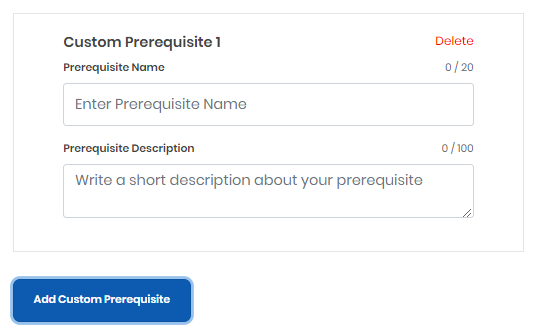 Custom Prerequisite 1 Delete
Prerequisite Name 0 / 20
Enter Prerequisite Name
Prerequisite Description 0 / 100
Write a short description about your prerequisite
Add Custom Prerequisite